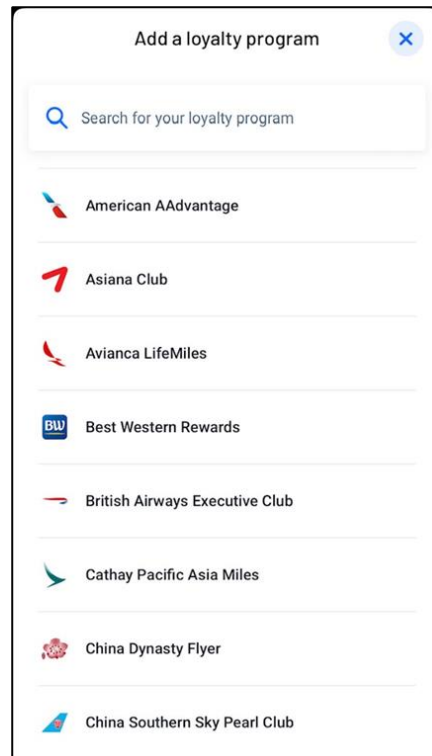 Add a loyalty program
Search for your loyalty program
American AAdvantage
Asiana Club
Avianca LifeMiles
BW
Best Western Rewards
British Airways Executive Club
Cathay Pacific Asia Miles
China Dynasty Flyer
China Southern Sky Pearl Club